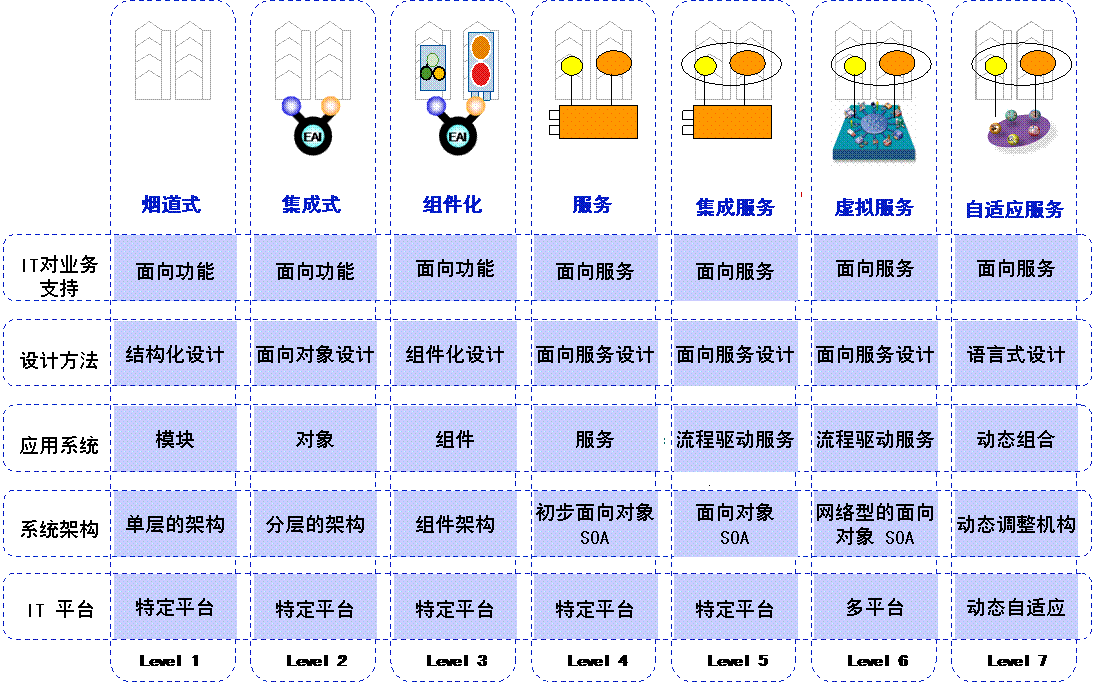 EAI
EAI
烟道式
集成式
组件化
服务
集成服务
虚拟服务
自适应服务
IT对业务
支持
面向功能
面向功能
面向功能
面向服务
面向服务
面向服务
面向服务
设计方法
结构化设计
面向对象设计
组件化设计
面向服务设计
面向服务设计
面向服务设计
语言式设计
应用系统
模块
对象
组件
服务
流程驱动服务
流程驱动服务
动态组合
系统架构
单层的架构
分层的架构
组件架构
初步面向对象
SOA
面向对象
SOA
网络型的面向
对象 SOA
动态调整机构
IT 平台
特定平台
特定平台
特定平台
特定平台
特定平台
多平台
动态自适应
Level 1
Level 2
Level 3
Level 4
Level 5
Level 6
Level 7